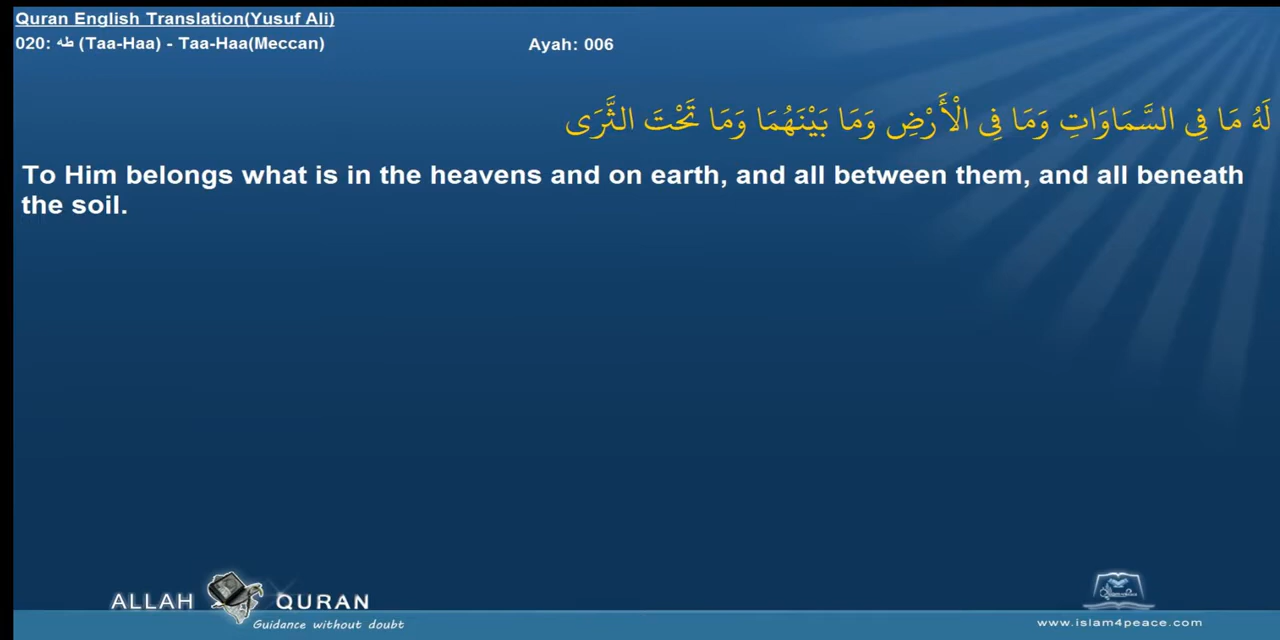 Quran English Translation(Yusuf Ali)
020: طه (Taa-Haa) - Taa-Haa(Meccan)
Ayah: 006
لَهُ مَا فِي السَّمَاوَاتِ وَمَا فِي الْأَرْضِ وَمَا بَيْنَهُمَا وَمَا تَحْتَ الثَّرَى
To Him belongs what is in the heavens and on earth, and all between them, and all beneath
the soil.
ALLAH QURAN
Guidance without doubt
www.islam4peace.com